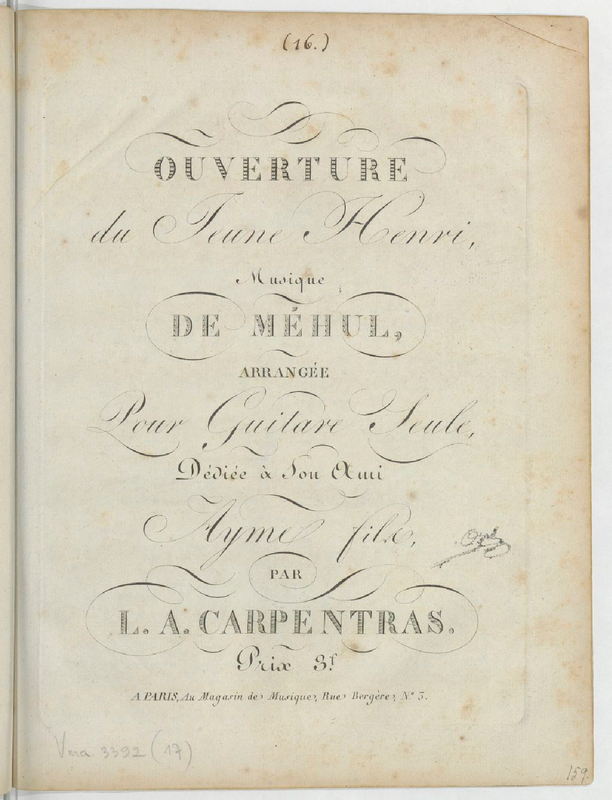 (16.)
OUVERTURE
du Jeune Henri,
Musique
DE MÉHUL,
ARRANGÉE
Pour Guitare Seule,
Dédiée à Son Ami
Ayme fils,
PAR
L. A. CARPENTRAS.
Prix 3f
A PARIS, Au Magasin de Musique, Rue Bergère, No 3.
Vma. 3392 (17)
159